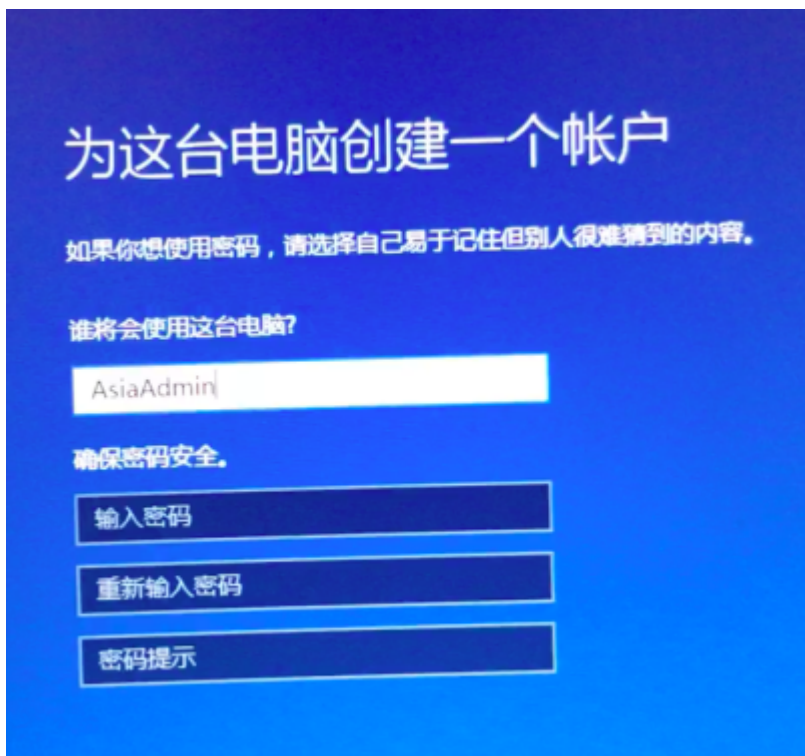 为这台电脑创建一个帐户
如果你想使用密码，请选择自己易于记住但别人很难猜到的内容。
谁将会使用这台电脑?
AsiaAdmin
确保密码安全。
输入密码
重新输入密码
密码提示